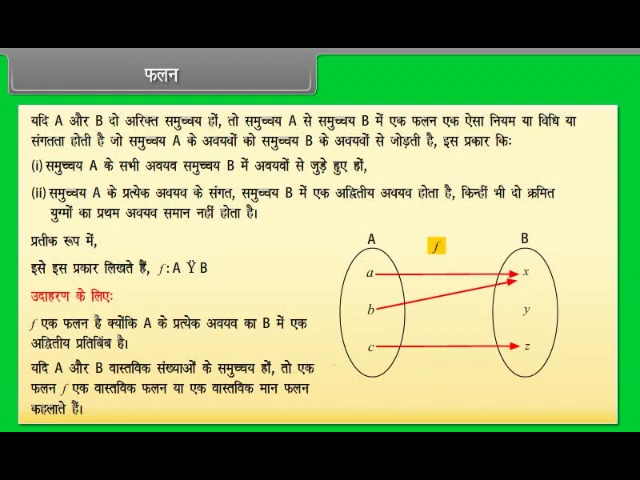 फलन
यदि A और B दो अरिक्त समुच्चय हों, तो समुच्चय A से समुच्चय B में एक फलन एक ऐसा नियम या विधि या
संगतता होती है जो समुच्चय A के अवयवों को समुच्चय B के अवयवों से जोड़ती है, इस प्रकार किः
(i) समुच्चय A के सभी अवयव समुच्चय B में अवयवों से जुड़े हुए हों,
(ii) समुच्चय A के प्रत्येक अवयव के संगत, समुच्चय B में एक अद्वितीय अवयव होता है, किन्हीं भी दो क्रमित
युग्मों का प्रथम अवयव समान नहीं होता है।
प्रतीक रूप में,
इसे इस प्रकार लिखते हैं, f : A Ÿ B
उदाहरण के लिएः
f एक फलन है क्योंकि A के प्रत्येक अवयव का B में एक
अद्वितीय प्रतिबिंब है।
यदि A और B वास्तविक संख्याओं के समुच्चय हों, तो एक
फलन f एक वास्तविक फलन या एक वास्तविक मान फलन
कहलाते हैं।
A f B
a x
b y
c z